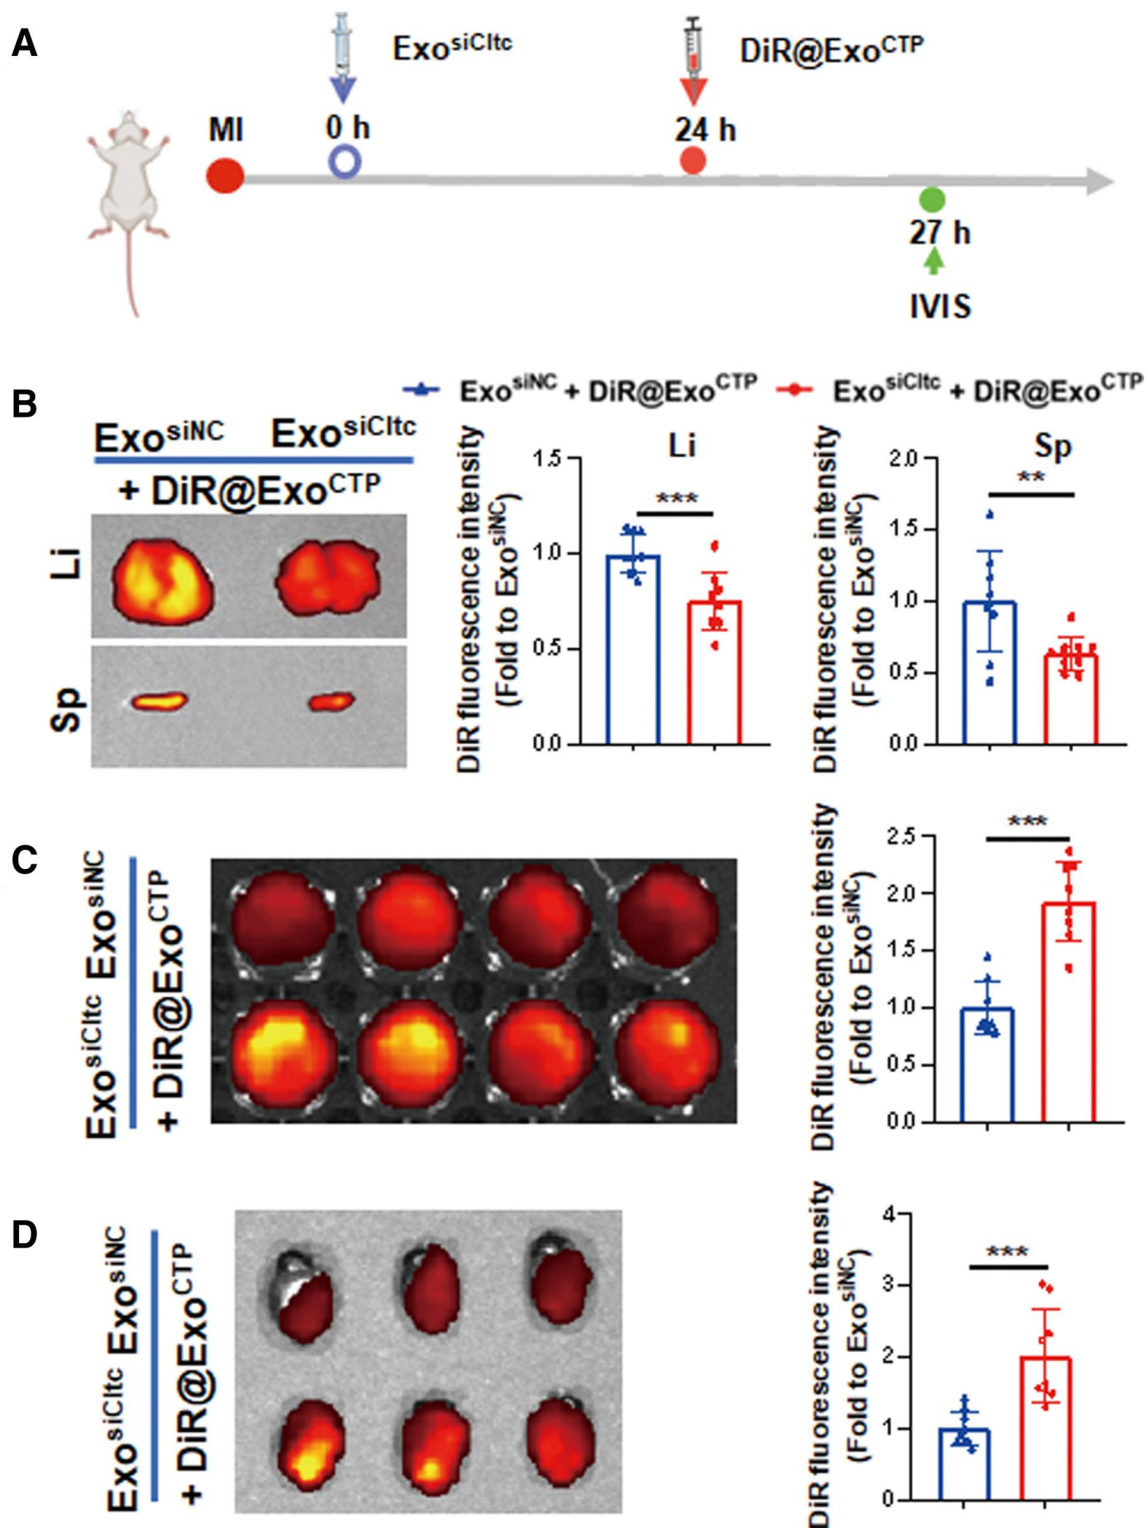 A
Exo^siCltc
DiR@Exo^CTP
MI
0 h
24 h
27 h
IVIS
B
Exo^siNC + DiR@Exo^CTP
Exo^siCltc + DiR@Exo^CTP
Exo^siNC
Exo^siCltc
+ DiR@Exo^CTP
Li
Sp
DiR fluorescence intensity
(Fold to Exo^siNC)
Li
1.5
1.0
0.5
0.0
***
DiR fluorescence intensity
(Fold to Exo^siNC)
Sp
2.0
1.5
1.0
0.5
0.0
**
C
Exo^siCltc Exo^siNC
+ DiR@Exo^CTP
DiR fluorescence intensity
(Fold to Exo^siNC)
2.5
2.0
1.5
1.0
0.5
0.0
***
D
Exo^siCltc Exo^siNC
+ DiR@Exo^CTP
DiR fluorescence intensity
(Fold to Exo^siNC)
4
3
2
1
0
***